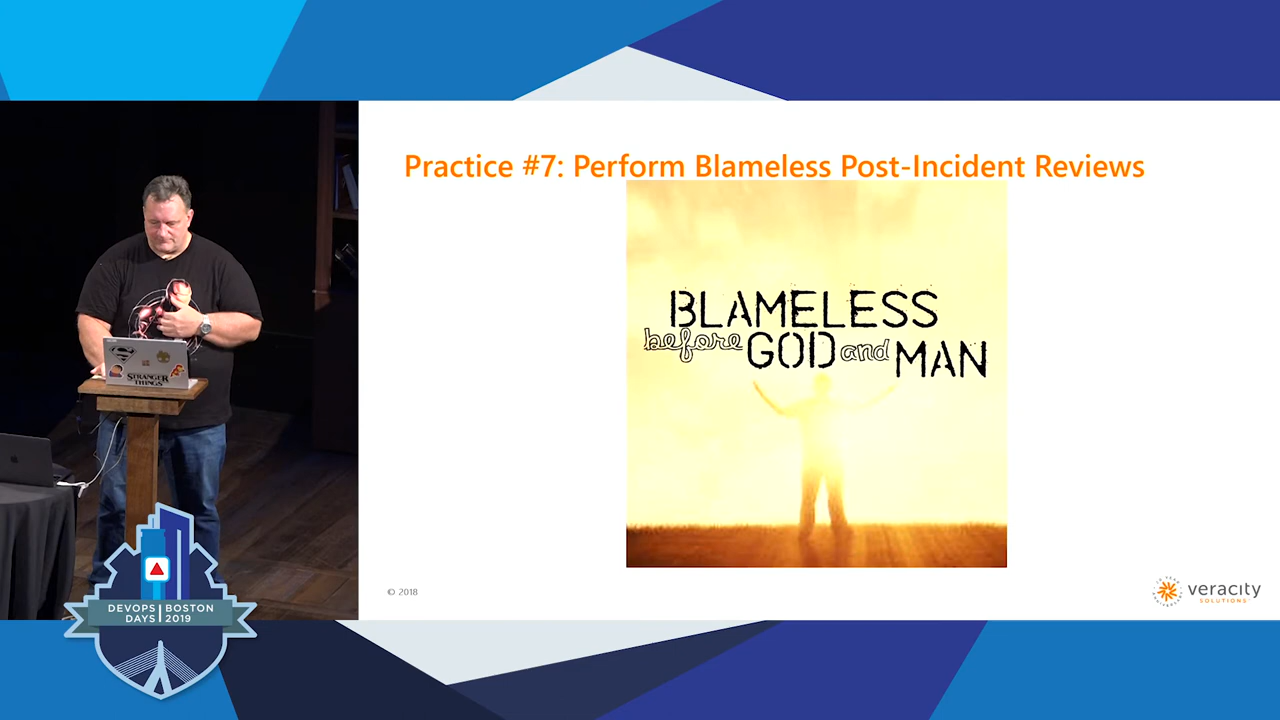 Practice #7: Perform Blameless Post-Incident Reviews
BLAMELESS
before GOD and MAN
STRANGER
THINGS
DEVOPS BOSTON
DAYS 2019
© 2018
veracity
SOLUTIONS